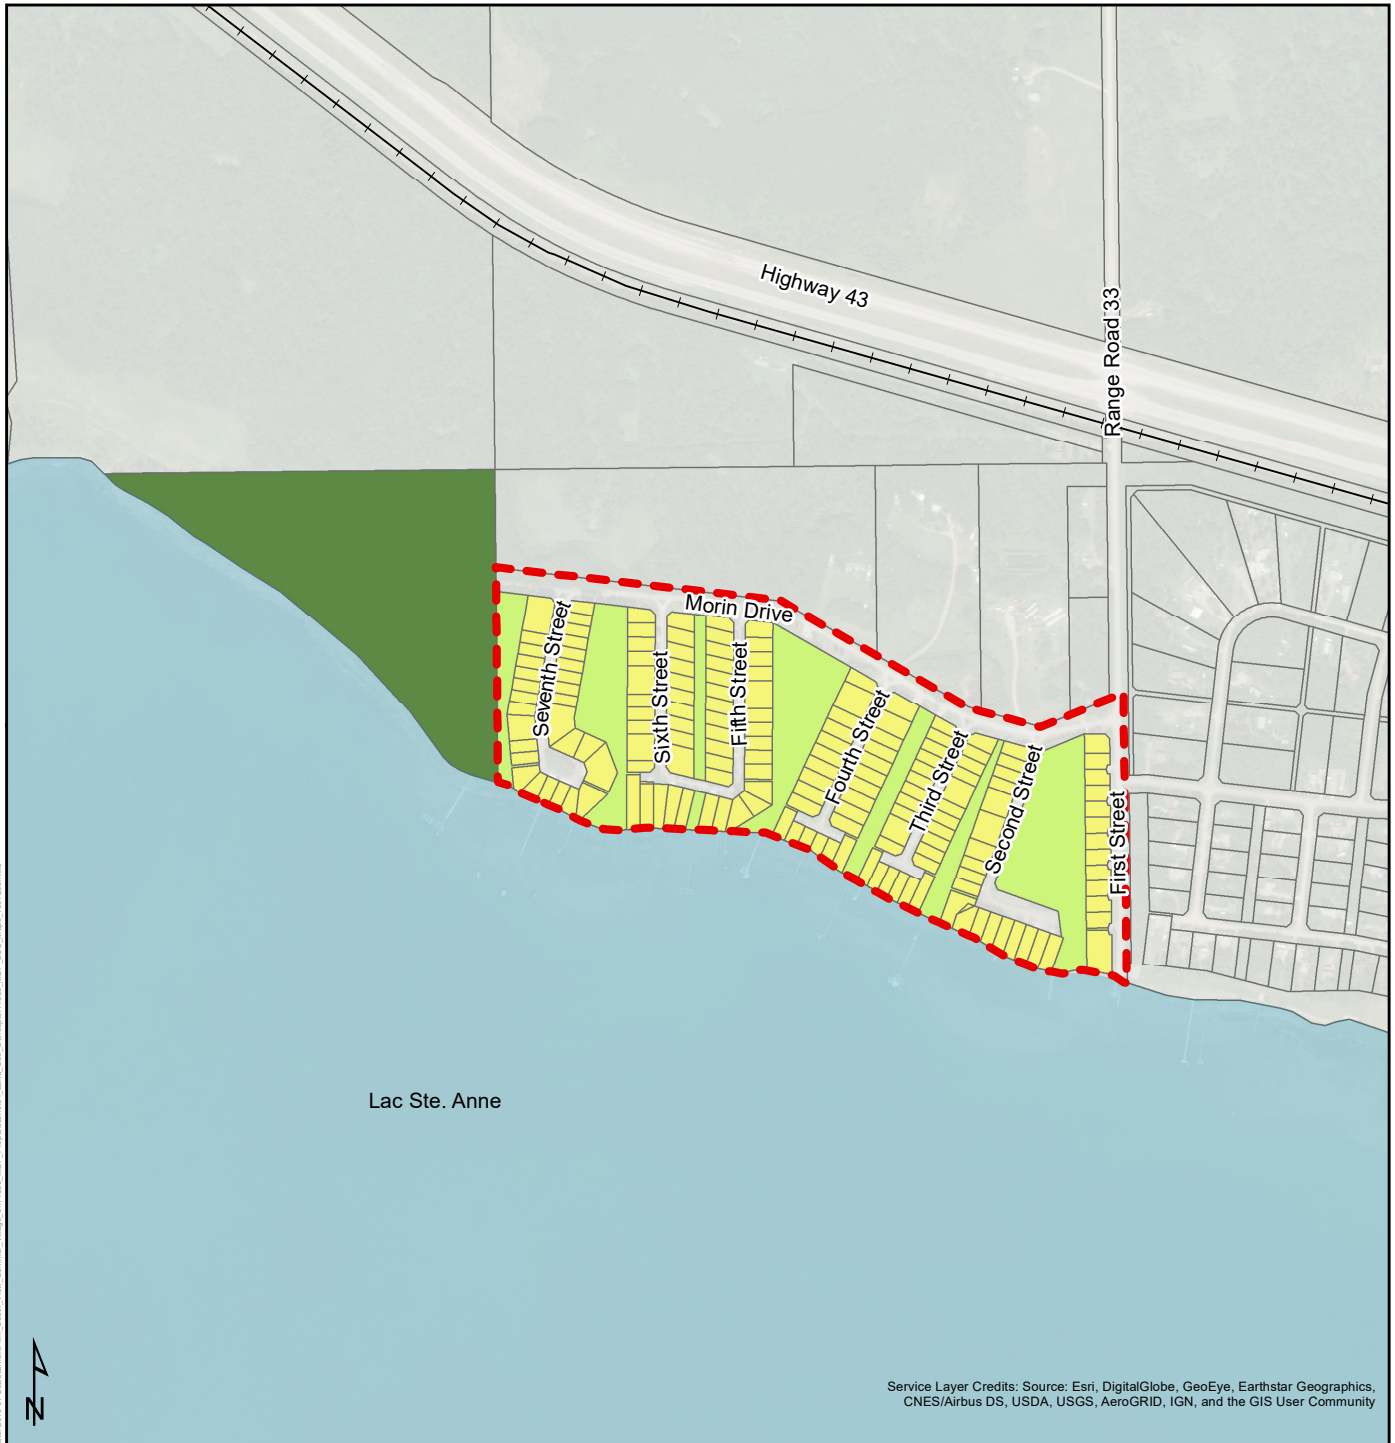 Highway 43
Range Road 33
Morin Drive
Seventh Street
Sixth Street
Fifth Street
Fourth Street
Third Street
Second Street
First Street
Lac Ste. Anne
N
Service Layer Credits: Source: Esri, DigitalGlobe, GeoEye, Earthstar Geographics,
CNES/Airbus DS, USDA, USGS, AeroGRID, IGN, and the GIS User Community